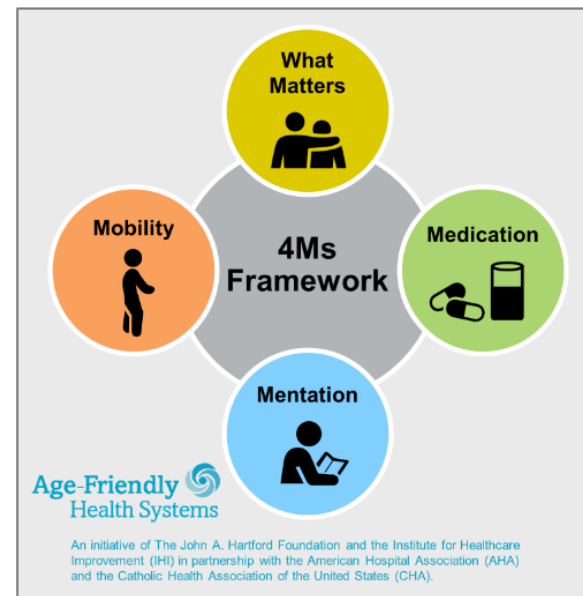 What
Matters
Mobility
4Ms
Framework
Medication
Mentation
Age-Friendly
Health Systems
An initiative of The John A. Hartford Foundation and the Institute for Healthcare
Improvement (IHI) in partnership with the American Hospital Association (AHA)
and the Catholic Health Association of the United States (CHA).